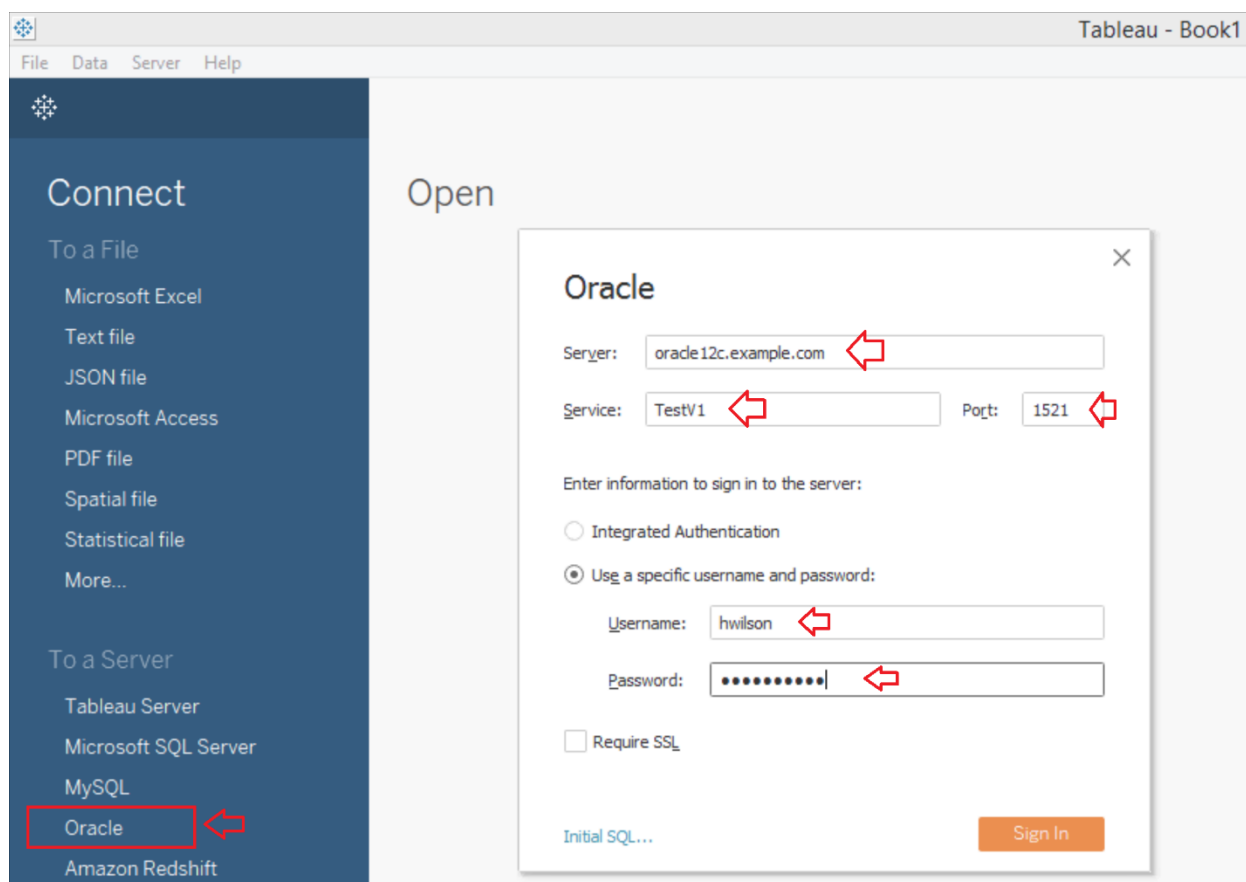 Tableau - Book1
File Data Server Help
Connect
To a File
Microsoft Excel
Text file
JSON file
Microsoft Access
PDF file
Spatial file
Statistical file
More...
To a Server
Tableau Server
Microsoft SQL Server
MySQL
Oracle
Amazon Redshift
Open
Oracle
Server: oracle12c.example.com
Service: TestV1 Port: 1521
Enter information to sign in to the server:
Integrated Authentication
Use a specific username and password:
Username: hwilson
Password: ••••••••••
Require SSL
Initial SQL... Sign In